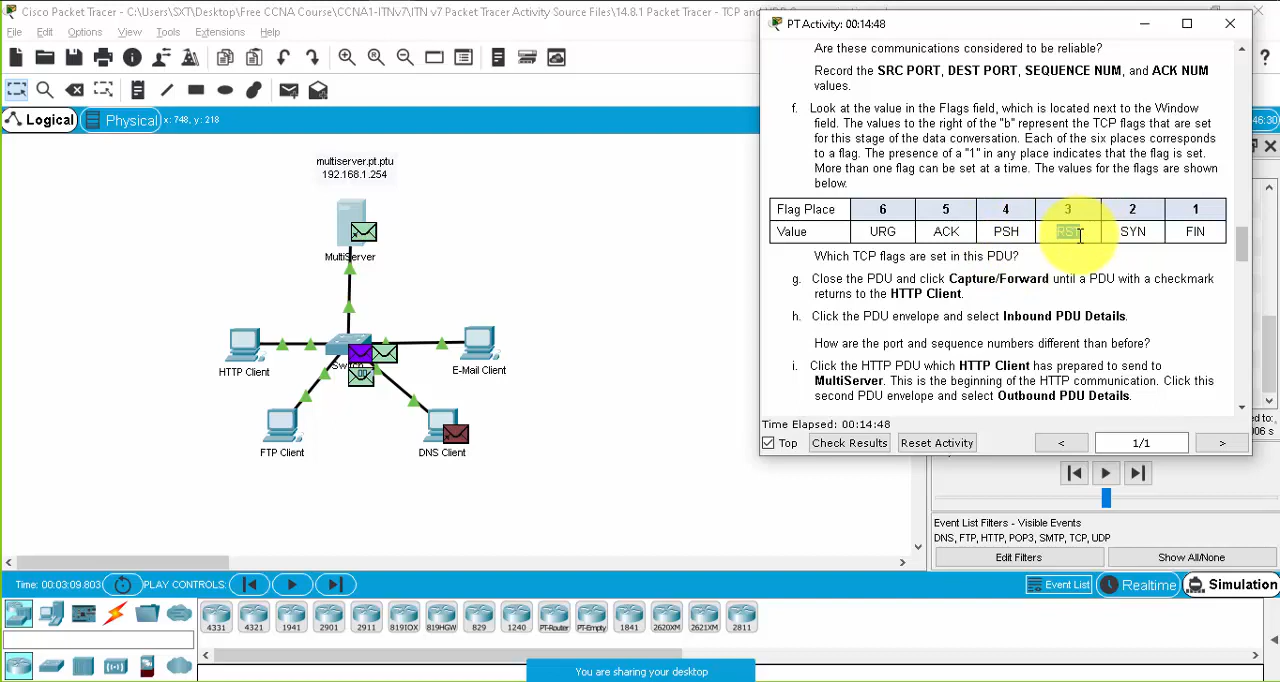 Cisco Packet Tracer - C:\Users\SXT\Desktop\Free CCNA Course\CCNA1-ITNv7\ITN v7 Packet Tracer Activity Source Files\14.8.1 Packet Tracer - TCP and
File Edit Options View Tools Extensions Help
Logical
Physical
x: 748, y: 218
multiserver.pt.ptu
192.168.1.254
MultiServer
HTTP Client
E-Mail Client
FTP Client
DNS Client
PT Activity: 00:14:48
Are these communications considered to be reliable?
Record the SRC PORT, DEST PORT, SEQUENCE NUM, and ACK NUM
values.
f. Look at the value in the Flags field, which is located next to the Window
field. The values to the right of the "b" represent the TCP flags that are set
for this stage of the data conversation. Each of the six places corresponds
to a flag. The presence of a "1" in any place indicates that the flag is set.
More than one flag can be set at a time. The values for the flags are shown
below.
Flag Place 6 5 4 3 2 1
Value URG ACK PSH RST SYN FIN
Which TCP flags are set in this PDU?
g. Close the PDU and click Capture/Forward until a PDU with a checkmark
returns to the HTTP Client.
h. Click the PDU envelope and select Inbound PDU Details.
How are the port and sequence numbers different than before?
i. Click the HTTP PDU which HTTP Client has prepared to send to
MultiServer. This is the beginning of the HTTP communication. Click this
second PDU envelope and select Outbound PDU Details.
Time Elapsed: 00:14:48
Top Check Results Reset Activity < 1/1 >
46:30
Event List Filters - Visible Events
DNS, FTP, HTTP, POP3, SMTP, TCP, UDP
Edit Filters Show All/None
Time: 00:03:09.803 PLAY CONTROLS:
Event List Realtime Simulation
4331 4321 1941 2901 2911 819IOX 819HGW 829 1240 PT-Router PT-Empty 1841 2620XM 2621XM 2811
You are sharing your desktop